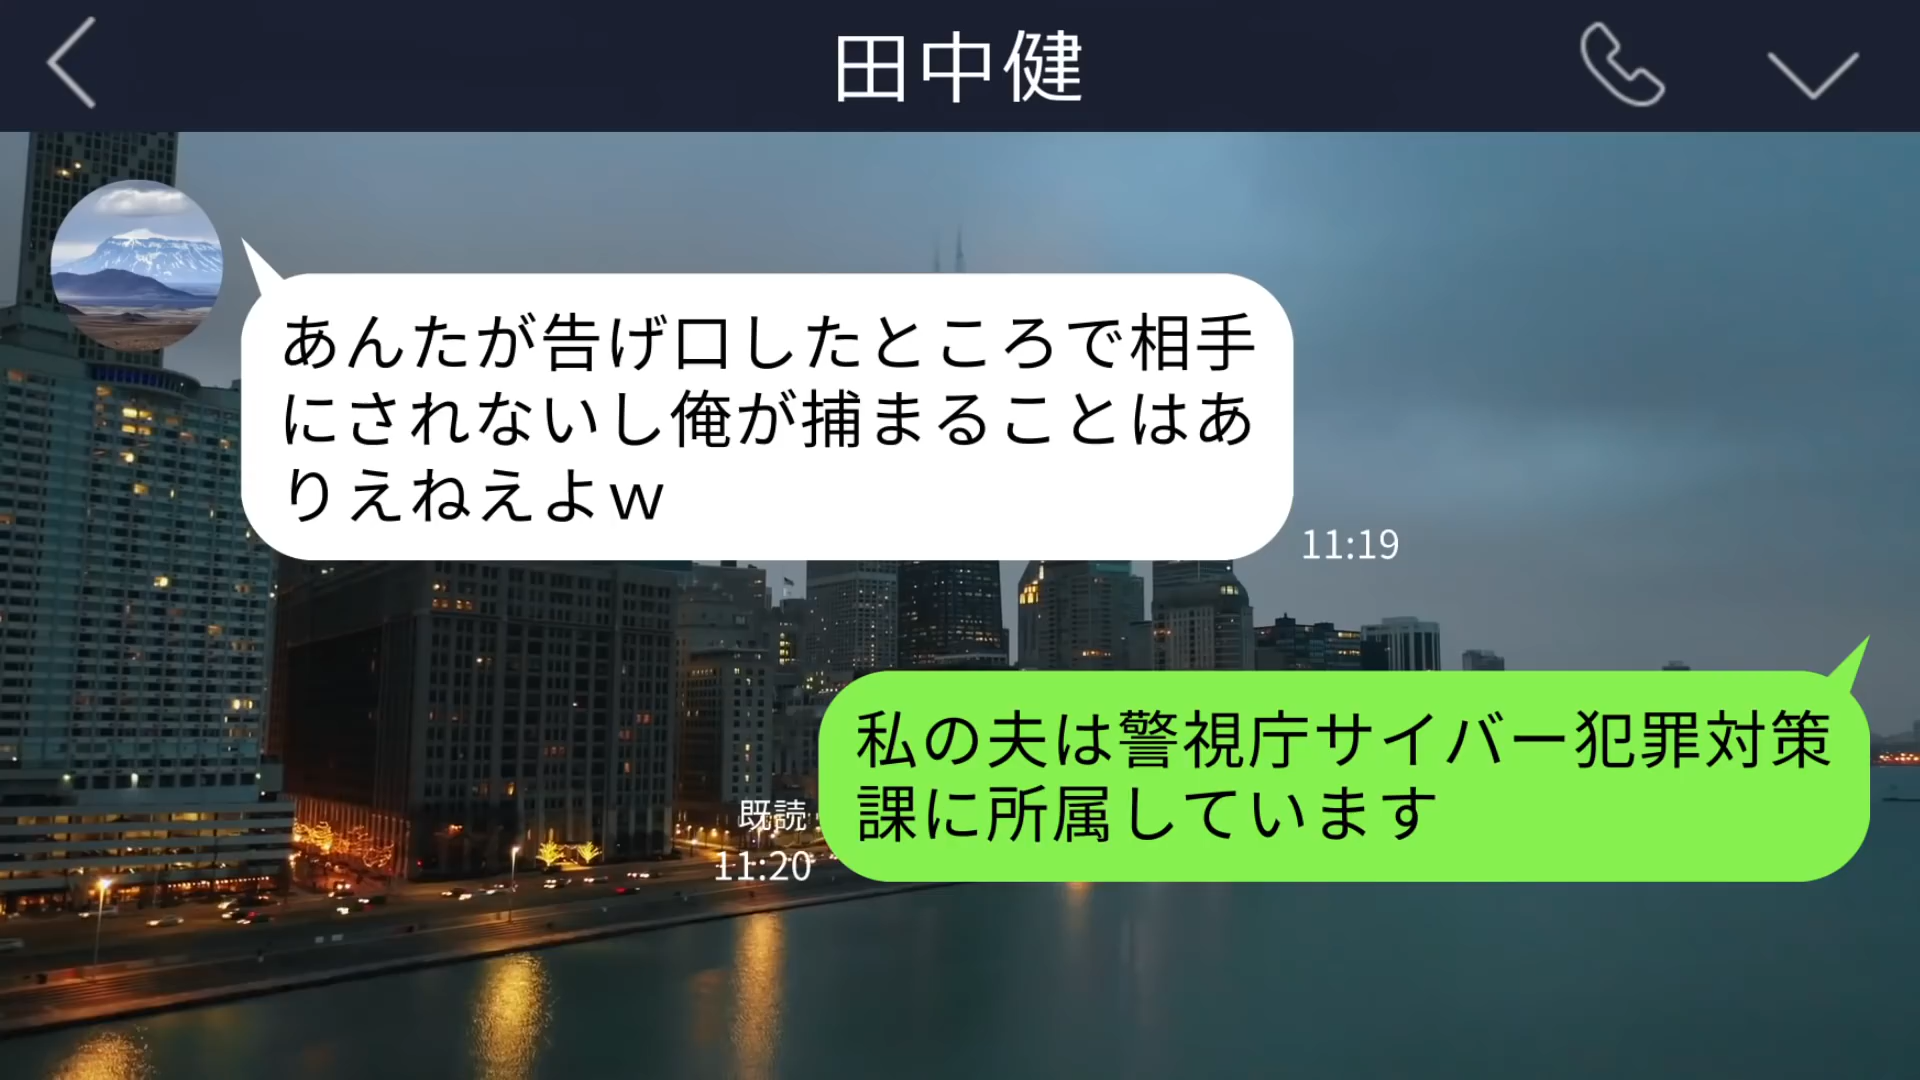 田中健
あんたが告げ口したところで相手
にされないし俺が捕まることはあ
りえねえよｗ
11:19
私の夫は警視庁サイバー犯罪対策
課に所属しています
既読
11:20